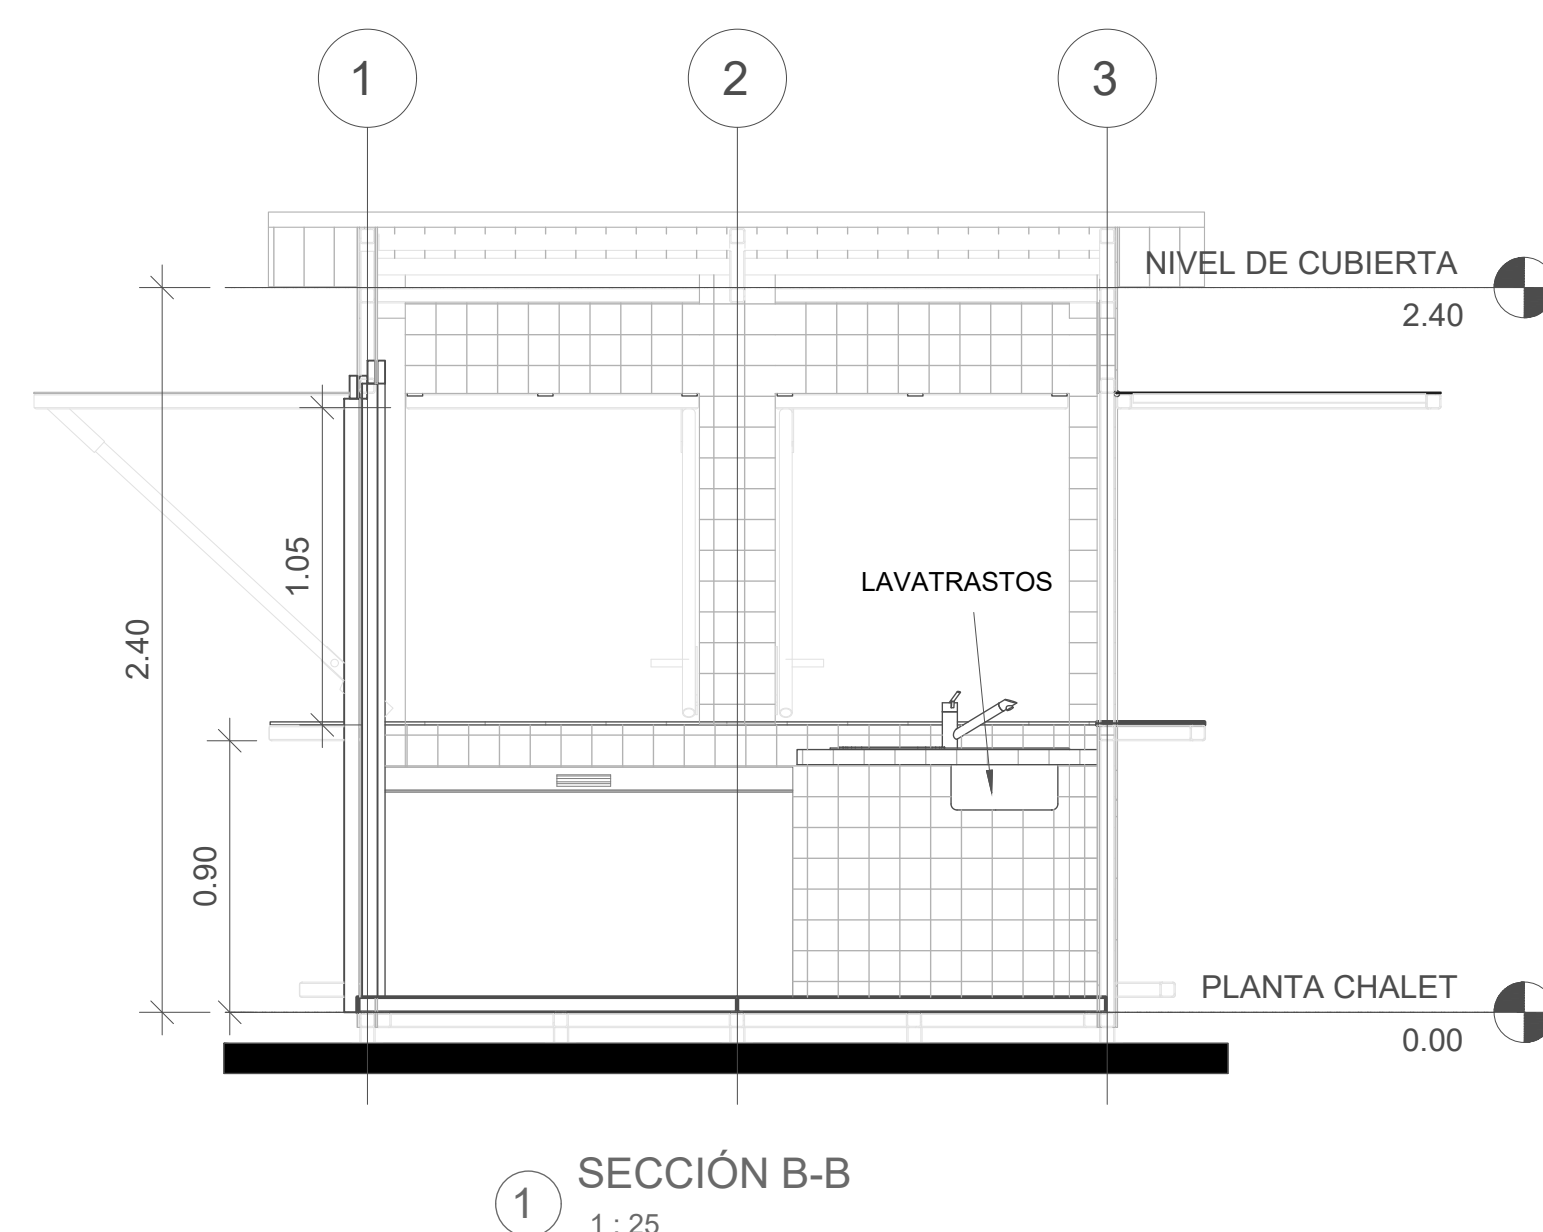 1
2
3
NIVEL DE CUBIERTA
2.40
1.05
LAVATRASTOS
2.40
0.90
PLANTA CHALET
0.00
1
SECCIÓN B-B
1 : 25